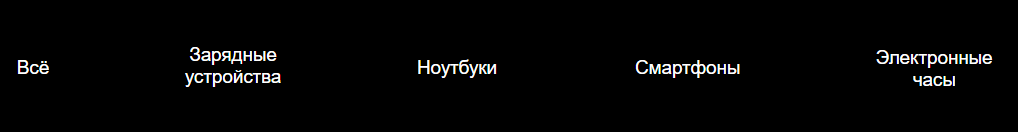 Всё
Зарядные
устройства
Ноутбуки
Смартфоны
Электронные
часы